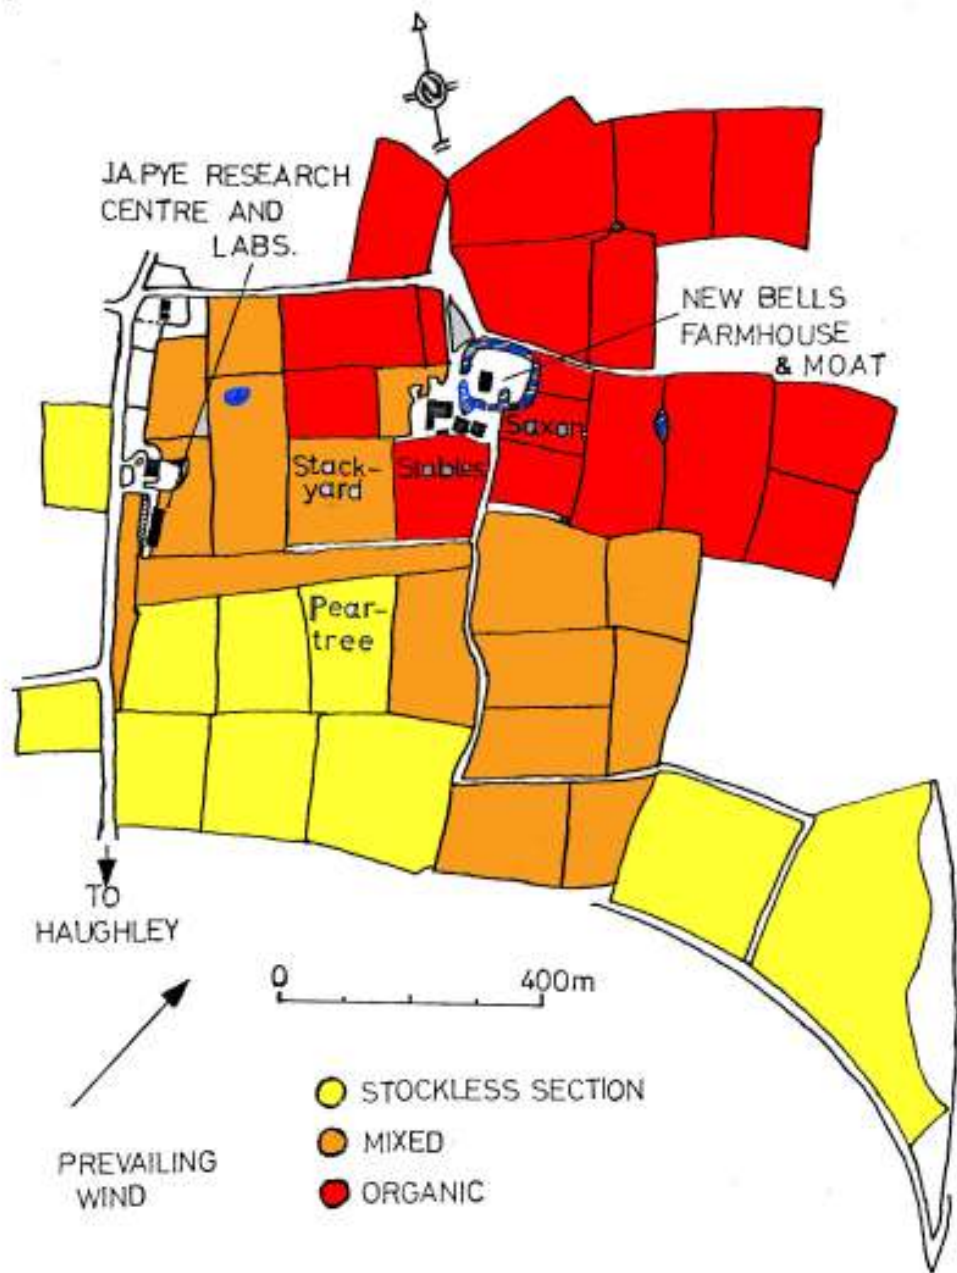 N
J.A.PYE RESEARCH
CENTRE AND
LABS.
NEW BELLS
FARMHOUSE
& MOAT
Saxon
Stack-
yard
Stables
Pear-
tree
TO
HAUGHLEY
0
400m
STOCKLESS SECTION
MIXED
ORGANIC
PREVAILING
WIND